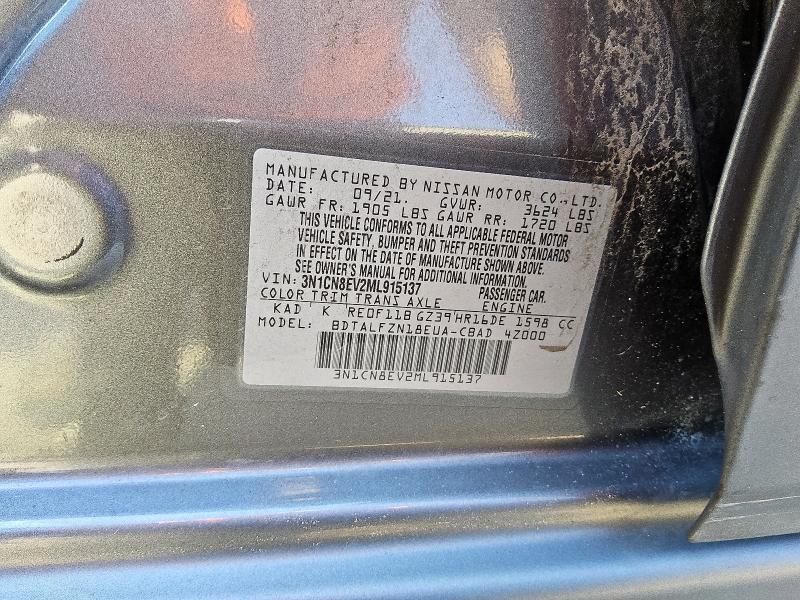 MANUFACTURED BY NISSAN MOTOR CO.,LTD.
DATE: 09/21. GVWR: 3624 LBS
GAWR FR: 1905 LBS GAWR RR: 1720 LBS
THIS VEHICLE CONFORMS TO ALL APPLICABLE FEDERAL MOTOR
VEHICLE SAFETY, BUMPER AND THEFT PREVENTION STANDARDS
IN EFFECT ON THE DATE OF MANUFACTURE SHOWN ABOVE.
SEE OWNER'S MANUAL FOR ADDITIONAL INFORMATION.
VIN: 3N1CN8EV2ML915137 PASSENGER CAR.
COLOR TRIM TRANS AXLE ENGINE
KAD K RE0F11B GZ39 HR16DE 1598 CC
MODEL: BDTALFZN18EUA-CBAD 4Z000
3N1CN8EV2ML915137